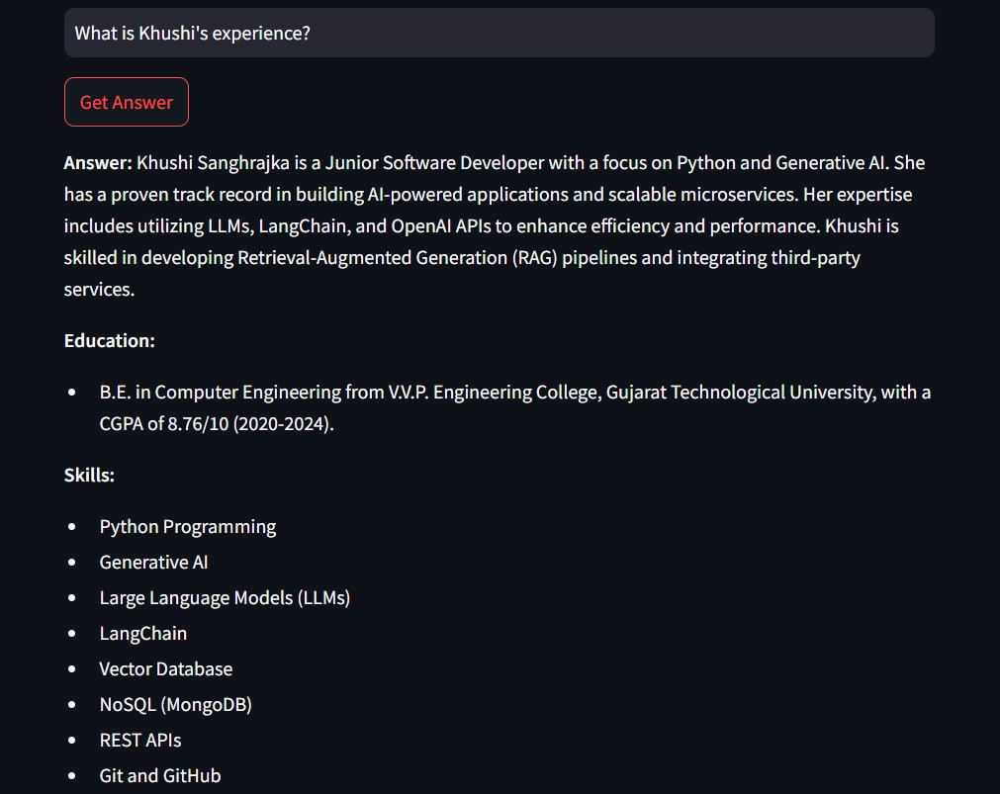 What is Khushi's experience?
Get Answer
Answer: Khushi Sanghrajka is a Junior Software Developer with a focus on Python and Generative AI. She
has a proven track record in building AI-powered applications and scalable microservices. Her expertise
includes utilizing LLMs, LangChain, and OpenAI APIs to enhance efficiency and performance. Khushi is
skilled in developing Retrieval-Augmented Generation (RAG) pipelines and integrating third-party
services.
Education:
• B.E. in Computer Engineering from V.V.P. Engineering College, Gujarat Technological University, with a
CGPA of 8.76/10 (2020-2024).
Skills:
• Python Programming
• Generative AI
• Large Language Models (LLMs)
• LangChain
• Vector Database
• NoSQL (MongoDB)
• REST APIs
• Git and GitHub